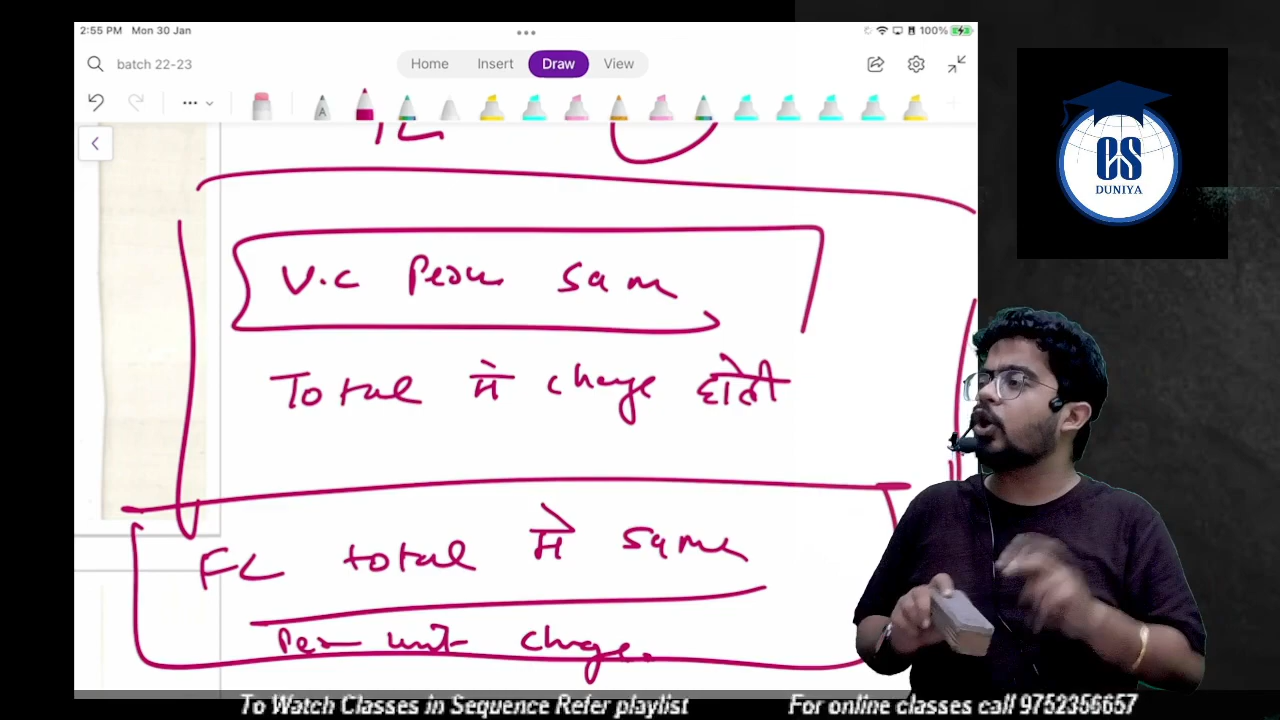 2:55 PM Mon 30 Jan
100%
batch 22-23
Home Insert Draw View
V.C Per sam
Total में change होती
FC total में same
Per unit change.
CS
DUNIYA
To Watch Classes in Sequence Refer playlist
For online classes call 9752356657